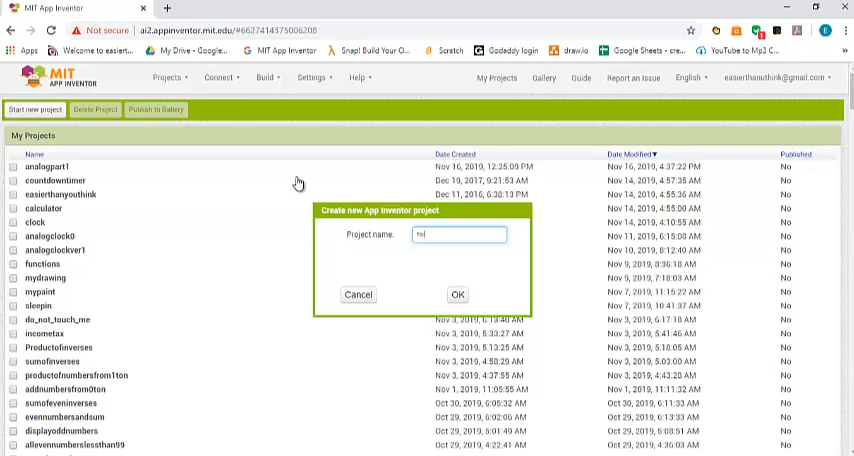 MIT App Inventor
Not secure ai2.appinventor.mit.edu/#6627414375006208
Apps Welcome to easiert... My Drive - Google... MIT App Inventor Snap! Build Your O... Scratch Godaddy login draw.io Google Sheets - cre... YouTube to Mp3 C...
MIT APP INVENTOR Projects Connect Build Settings Help My Projects Gallery Guide Report an Issue English easierthanuthink@gmail.com
Start new project Delete Project Publish to Gallery
My Projects
Name Date Created Date Modified Published
analogpart1 Nov 16, 2019, 12:25:09 PM Nov 16, 2019, 4:37:22 PM No
countdowntimer Dec 19, 2017, 9:21:53 AM Nov 14, 2019, 4:57:35 AM No
easierthanyouthink Dec 11, 2016, 6:38:13 PM Nov 14, 2019, 4:55:36 AM No
calculator Nov 14, 2019, 4:55:00 AM No
clock Nov 14, 2019, 4:10:55 AM No
analogclock0 Nov 11, 2019, 6:15:08 AM No
analogclockver1 Nov 10, 2019, 8:12:40 AM No
functions Nov 9, 2019, 8:36:18 AM No
mydrawing Nov 9, 2019, 7:18:03 AM No
mypaint Nov 7, 2019, 11:15:22 AM No
sleepin Nov 7, 2019, 10:41:37 AM No
Create new App Inventor project
Project name:
Cancel OK
do_not_touch_me Nov 3, 2019, 6:13:40 AM Nov 3, 2019, 6:17:18 AM No
incometax Nov 3, 2019, 5:33:27 AM Nov 3, 2019, 5:41:46 AM No
Productofinverses Nov 3, 2019, 5:13:25 AM Nov 3, 2019, 5:18:05 AM No
sumofinverses Nov 3, 2019, 4:58:29 AM Nov 3, 2019, 5:03:00 AM No
productofnumbersfrom1ton Nov 3, 2019, 4:37:55 AM Nov 3, 2019, 4:43:28 AM No
addnumbersfrom0ton Nov 1, 2019, 11:05:55 AM Nov 1, 2019, 11:11:32 AM No
sumofeveninverses Oct 30, 2019, 6:05:32 AM Oct 30, 2019, 6:11:33 AM No
evennumbersandsum Oct 29, 2019, 6:02:06 AM Oct 29, 2019, 6:13:33 AM No
displayoddnumbers Oct 29, 2019, 5:01:49 AM Oct 29, 2019, 5:08:51 AM No
allevennumberslessthan99 Oct 29, 2019, 4:22:41 AM Oct 29, 2019, 4:36:03 AM No